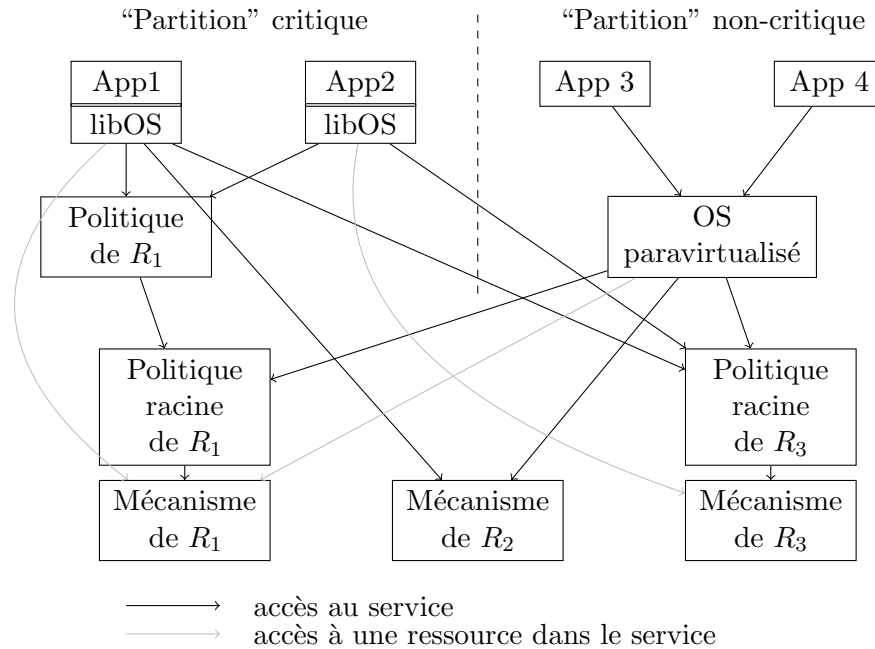 “Partition” critique
“Partition” non-critique
App1
libOS
App2
libOS
App 3
App 4
Politique
de R1
OS
paravirtualisé
Politique
racine
de R1
Politique
racine
de R3
Mécanisme
de R1
Mécanisme
de R2
Mécanisme
de R3
accès au service
accès à une ressource dans le service